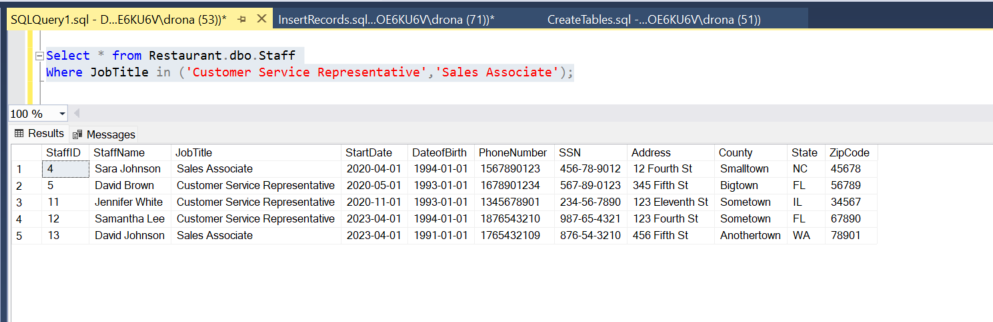 SQLQuery1.sql - D...E6KU6V\drona (53))* InsertRecords.sql...OE6KU6V\drona (71))* CreateTables.sql -...OE6KU6V\drona (51))
Select * from Restaurant.dbo.Staff
Where JobTitle in ('Customer Service Representative','Sales Associate');
100 %
Results Messages
StaffID StaffName JobTitle StartDate DateofBirth PhoneNumber SSN Address County State ZipCode
1 4 Sara Johnson Sales Associate 2020-04-01 1994-01-01 1567890123 456-78-9012 12 Fourth St Smalltown NC 45678
2 5 David Brown Customer Service Representative 2020-05-01 1993-01-01 1678901234 567-89-0123 345 Fifth St Bigtown FL 56789
3 11 Jennifer White Customer Service Representative 2020-11-01 1993-01-01 1345678901 234-56-7890 123 Eleventh St Sometown IL 34567
4 12 Samantha Lee Customer Service Representative 2023-04-01 1994-01-01 1876543210 987-65-4321 123 Fourth St Sometown FL 67890
5 13 David Johnson Sales Associate 2023-04-01 1991-01-01 1765432109 876-54-3210 456 Fifth St Anothertown WA 78901